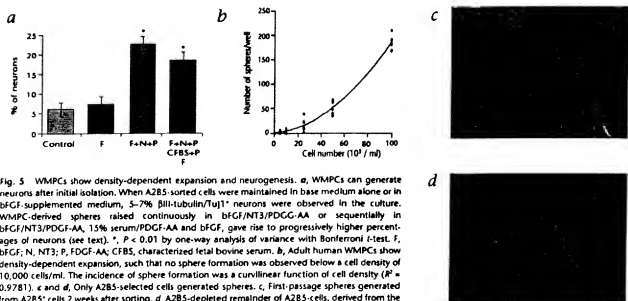 a
b
c
% of neurons
25
20
15
10
5
0
*
*
Control
F
F+N+P
F+N+P
CFBS+P
F
Number of spheres/well
250
200
150
100
50
0
0 20 40 60 80 100
Cell number (10³ / ml)
d
Fig. 5 WMPCs show density-dependent expansion and neurogenesis. a, WMPCs can generate
neurons after initial isolation. When A2B5-sorted cells were maintained in base medium alone or in
bFGF-supplemented medium, 5–7% βIII-tubulin/TuJ1⁺ neurons were observed in the culture.
WMPC-derived spheres raised continuously in bFGF/NT3/PDGG-AA or sequentially in
bFGF/NT3/PDGF-AA, 15% serum/PDGF-AA and bFGF, gave rise to progressively higher percent-
ages of neurons (see text). *, P < 0.01 by one-way analysis of variance with Bonferroni t-test. F,
bFGF; N, NT3; P, FDGF-AA; CFBS, characterized fetal bovine serum. b, Adult human WMPCs show
density-dependent expansion, such that no sphere formation was observed below a cell density of
10,000 cells/ml. The incidence of sphere formation was a curvilinear function of cell density (R² =
0.9781). c and d, Only A2B5-selected cells generated spheres. c, First-passage spheres generated
from A2B5⁺ cells 2 weeks after sorting. d, A2B5-depleted remainder of A2B5-cells, derived from the